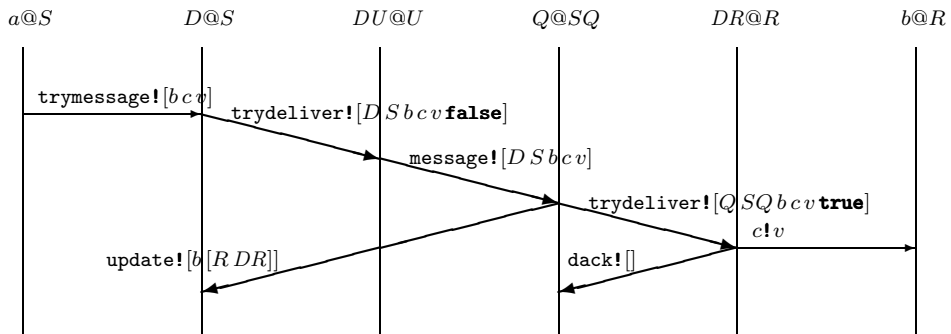 a@S D@S DU@U Q@SQ DR@R b@R
trymessage![b c v]
trydeliver![D S b c v false]
message![D S b c v]
trydeliver![Q SQ b c v true]
c!v
update![b [R DR]]
dack![]